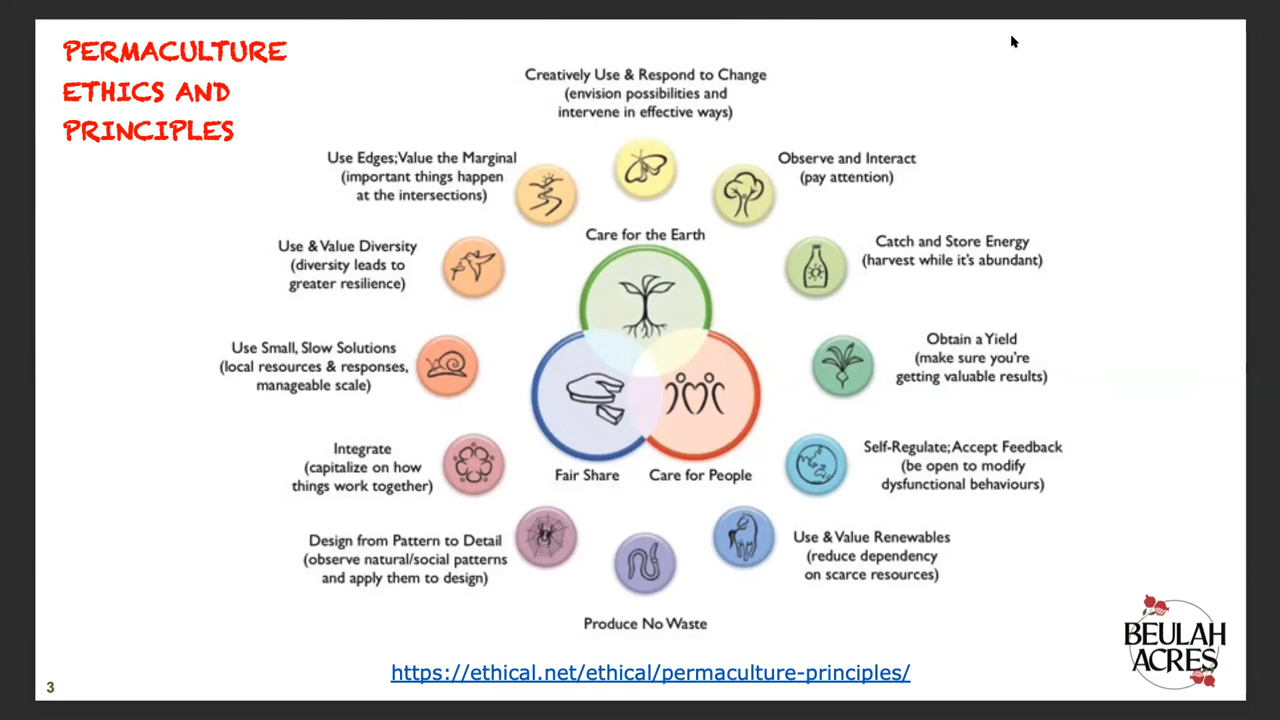 PERMACULTURE
ETHICS AND
PRINCIPLES
Creatively Use & Respond to Change
(envision possibilities and
intervene in effective ways)
Observe and Interact
(pay attention)
Catch and Store Energy
(harvest while it's abundant)
Obtain a Yield
(make sure you're
getting valuable results)
Self-Regulate; Accept Feedback
(be open to modify
dysfunctional behaviours)
Use & Value Renewables
(reduce dependency
on scarce resources)
Produce No Waste
Design from Pattern to Detail
(observe natural/social patterns
and apply them to design)
Integrate
(capitalize on how
things work together)
Use Small, Slow Solutions
(local resources & responses,
manageable scale)
Use & Value Diversity
(diversity leads to
greater resilience)
Use Edges; Value the Marginal
(important things happen
at the intersections)
Care for the Earth
Fair Share
Care for People
https://ethical.net/ethical/permaculture-principles/
BEULAH
ACRES
3